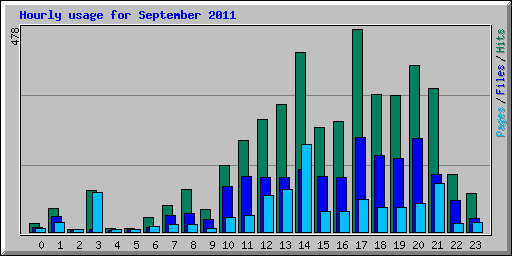 Hourly usage for September 2011
478
Pages / Files / Hits
0 1 2 3 4 5 6 7 8 9 10 11 12 13 14 15 16 17 18 19 20 21 22 23